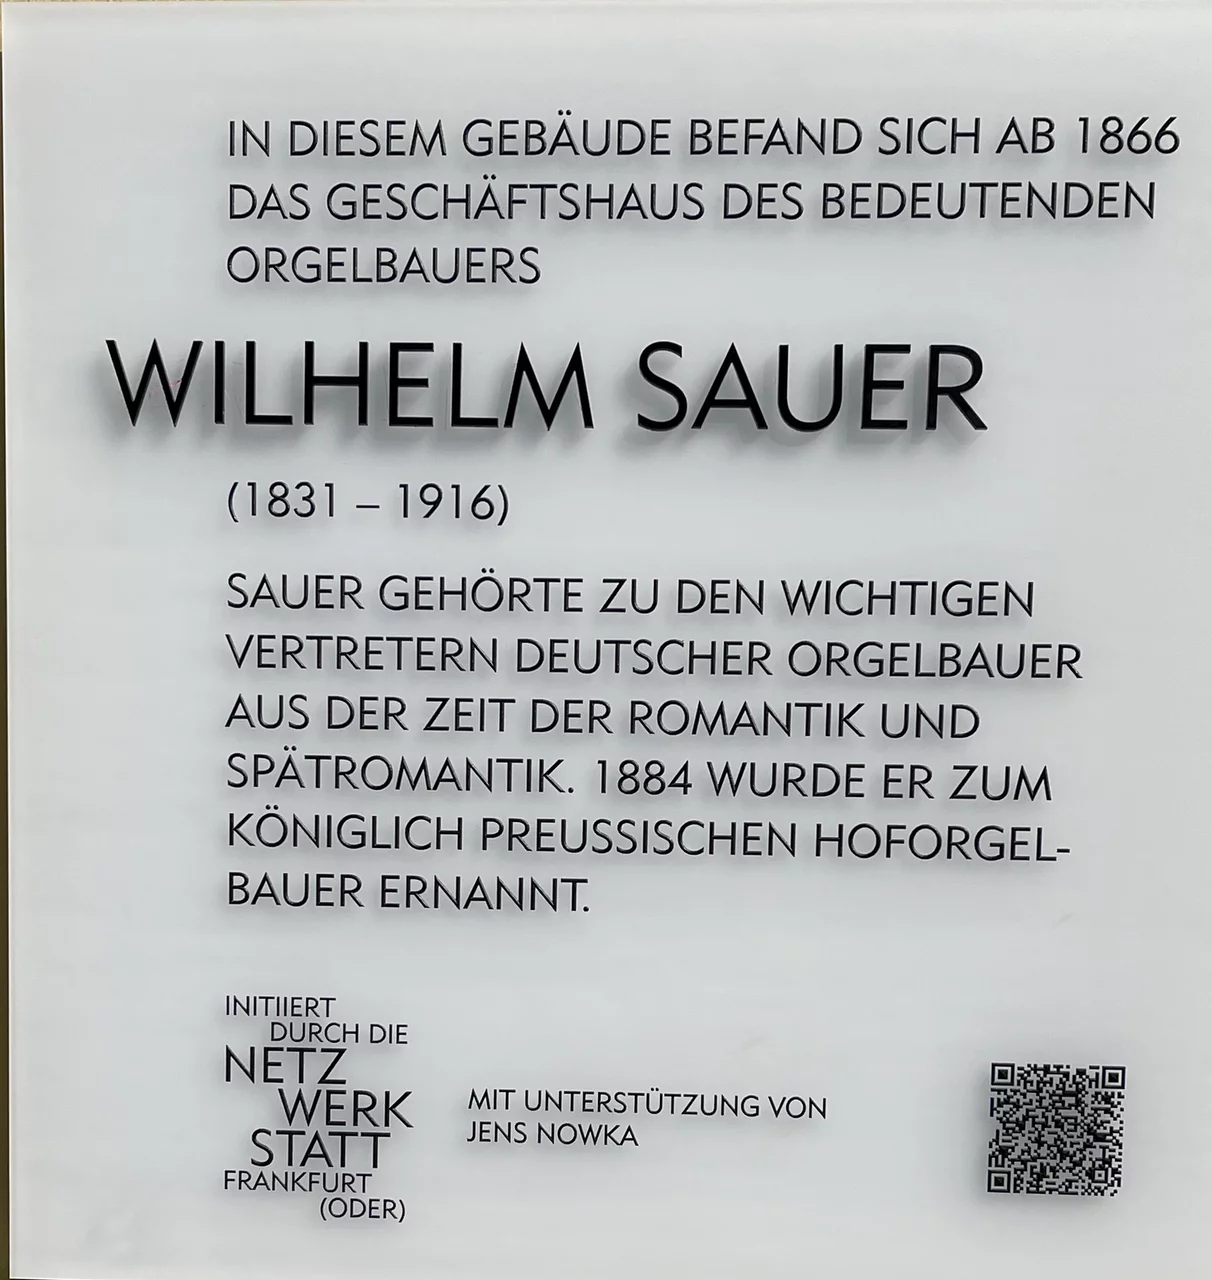 IN DIESEM GEBÄUDE BEFAND SICH AB 1866
DAS GESCHÄFTSHAUS DES BEDEUTENDEN
ORGELBAUERS
WILHELM SAUER
(1831 – 1916)
SAUER GEHÖRTE ZU DEN WICHTIGEN
VERTRETERN DEUTSCHER ORGELBAUER
AUS DER ZEIT DER ROMANTIK UND
SPÄTROMANTIK. 1884 WURDE ER ZUM
KÖNIGLICH PREUSSISCHEN HOFORGEL-
BAUER ERNANNT.
INITIIERT
DURCH DIE
NETZ
WERK
STATT
FRANKFURT
(ODER)
MIT UNTERSTÜTZUNG VON
JENS NOWKA